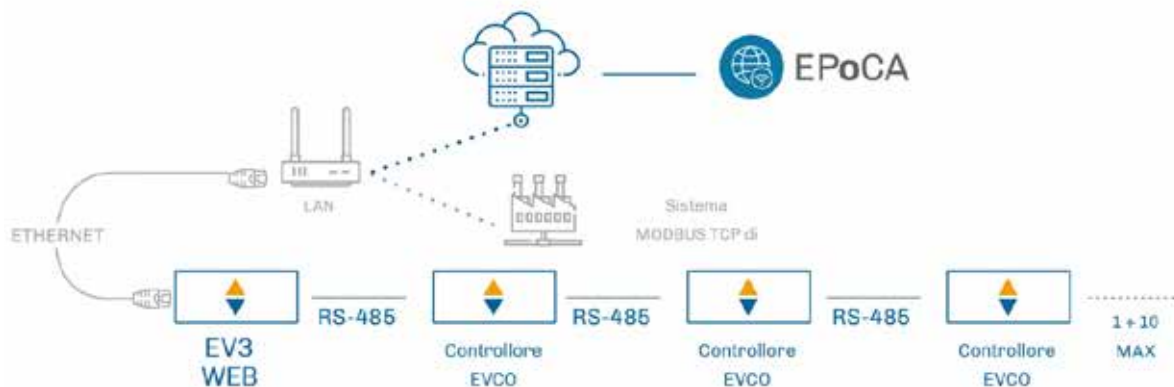 EPoCA
LAN
Sistema
MODBUS TCP di
ETHERNET
RS-485
RS-485
RS-485
EV3
WEB
Controllore
EVCO
Controllore
EVCO
Controllore
EVCO
1 + 10
MAX